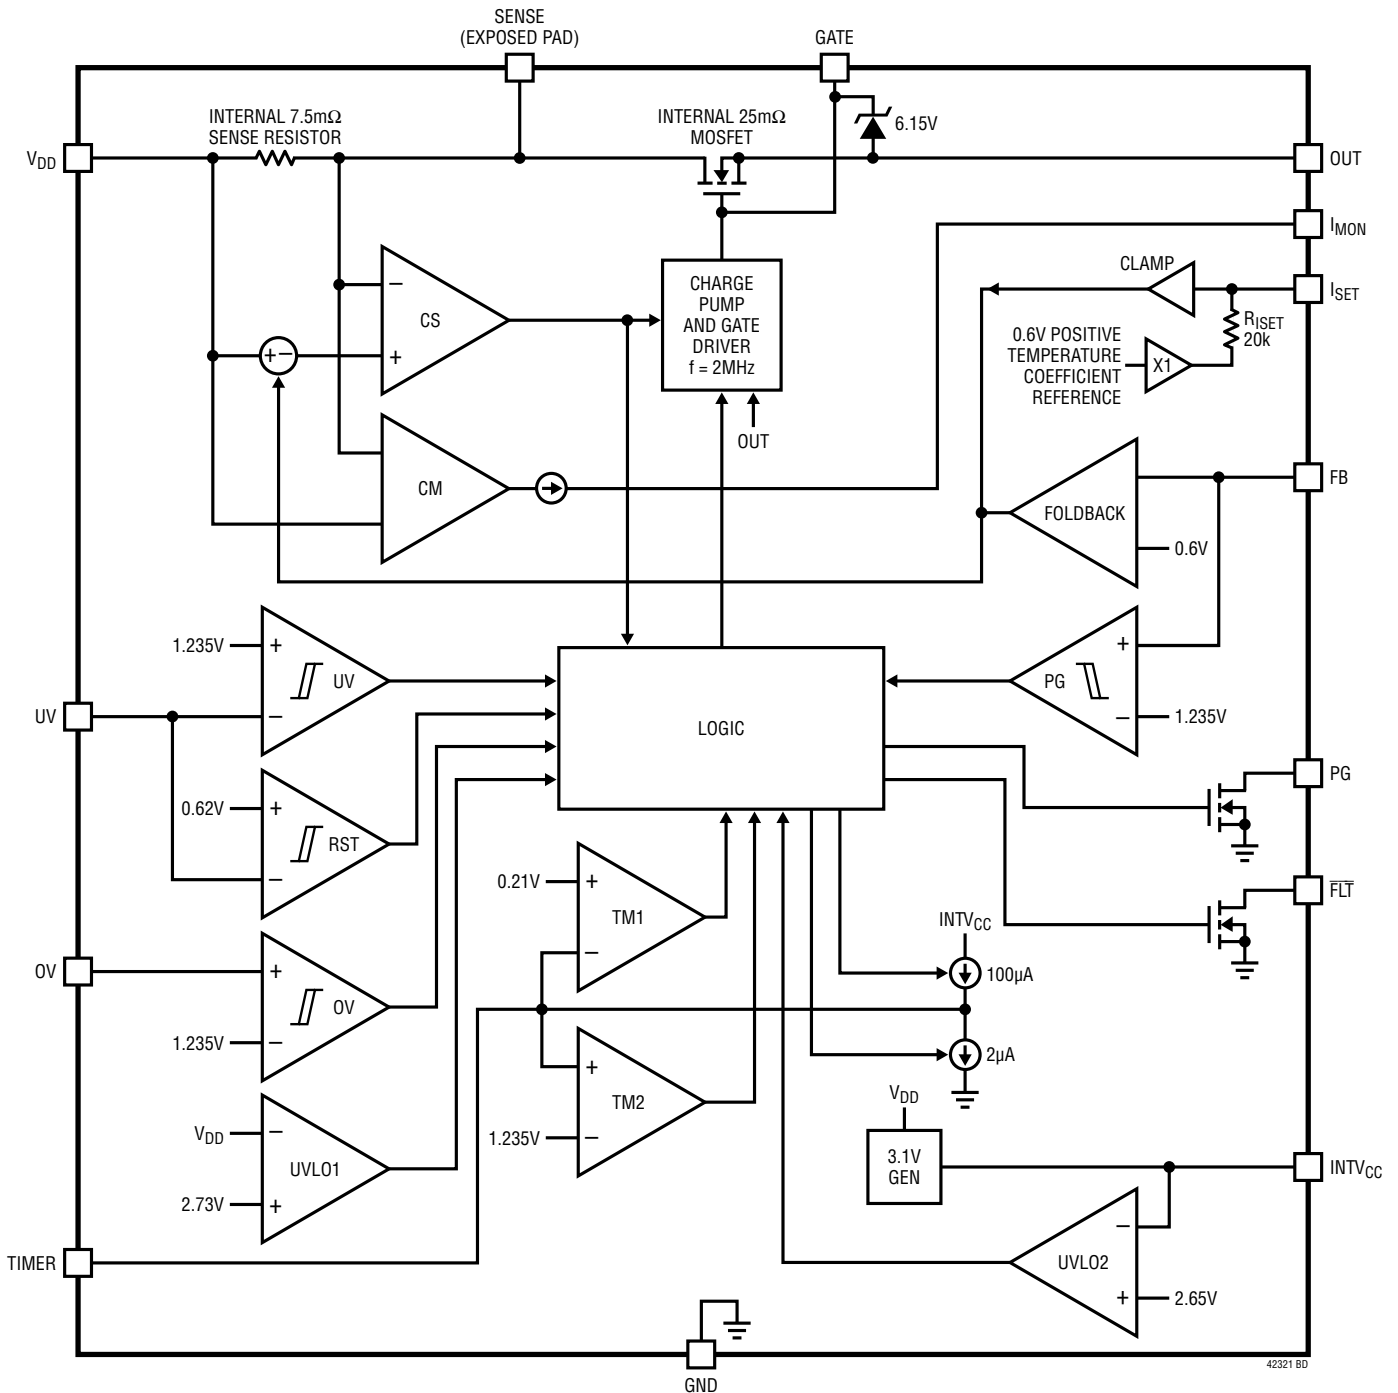 SENSE
(EXPOSED PAD)
GATE
INTERNAL 7.5mΩ
SENSE RESISTOR
INTERNAL 25mΩ
MOSFET
6.15V
VDD
OUT
IMON
CLAMP
ISET
RISET
20k
0.6V POSITIVE
TEMPERATURE
COEFFICIENT
REFERENCE
X1
CHARGE
PUMP
AND GATE
DRIVER
f = 2MHz
OUT
−
CS
+
+−
CM
FB
FOLDBACK
0.6V
1.235V
+
UV
−
UV
LOGIC
+
PG
−
1.235V
PG
0.62V
+
RST
−
0.21V
+
TM1
−
FLT
INTVCC
100µA
2µA
OV
+
OV
1.235V
−
+
TM2
1.235V
−
VDD
−
UVLO1
2.73V
+
VDD
3.1V
GEN
INTVCC
−
UVLO2
+
2.65V
TIMER
GND
42321 BD